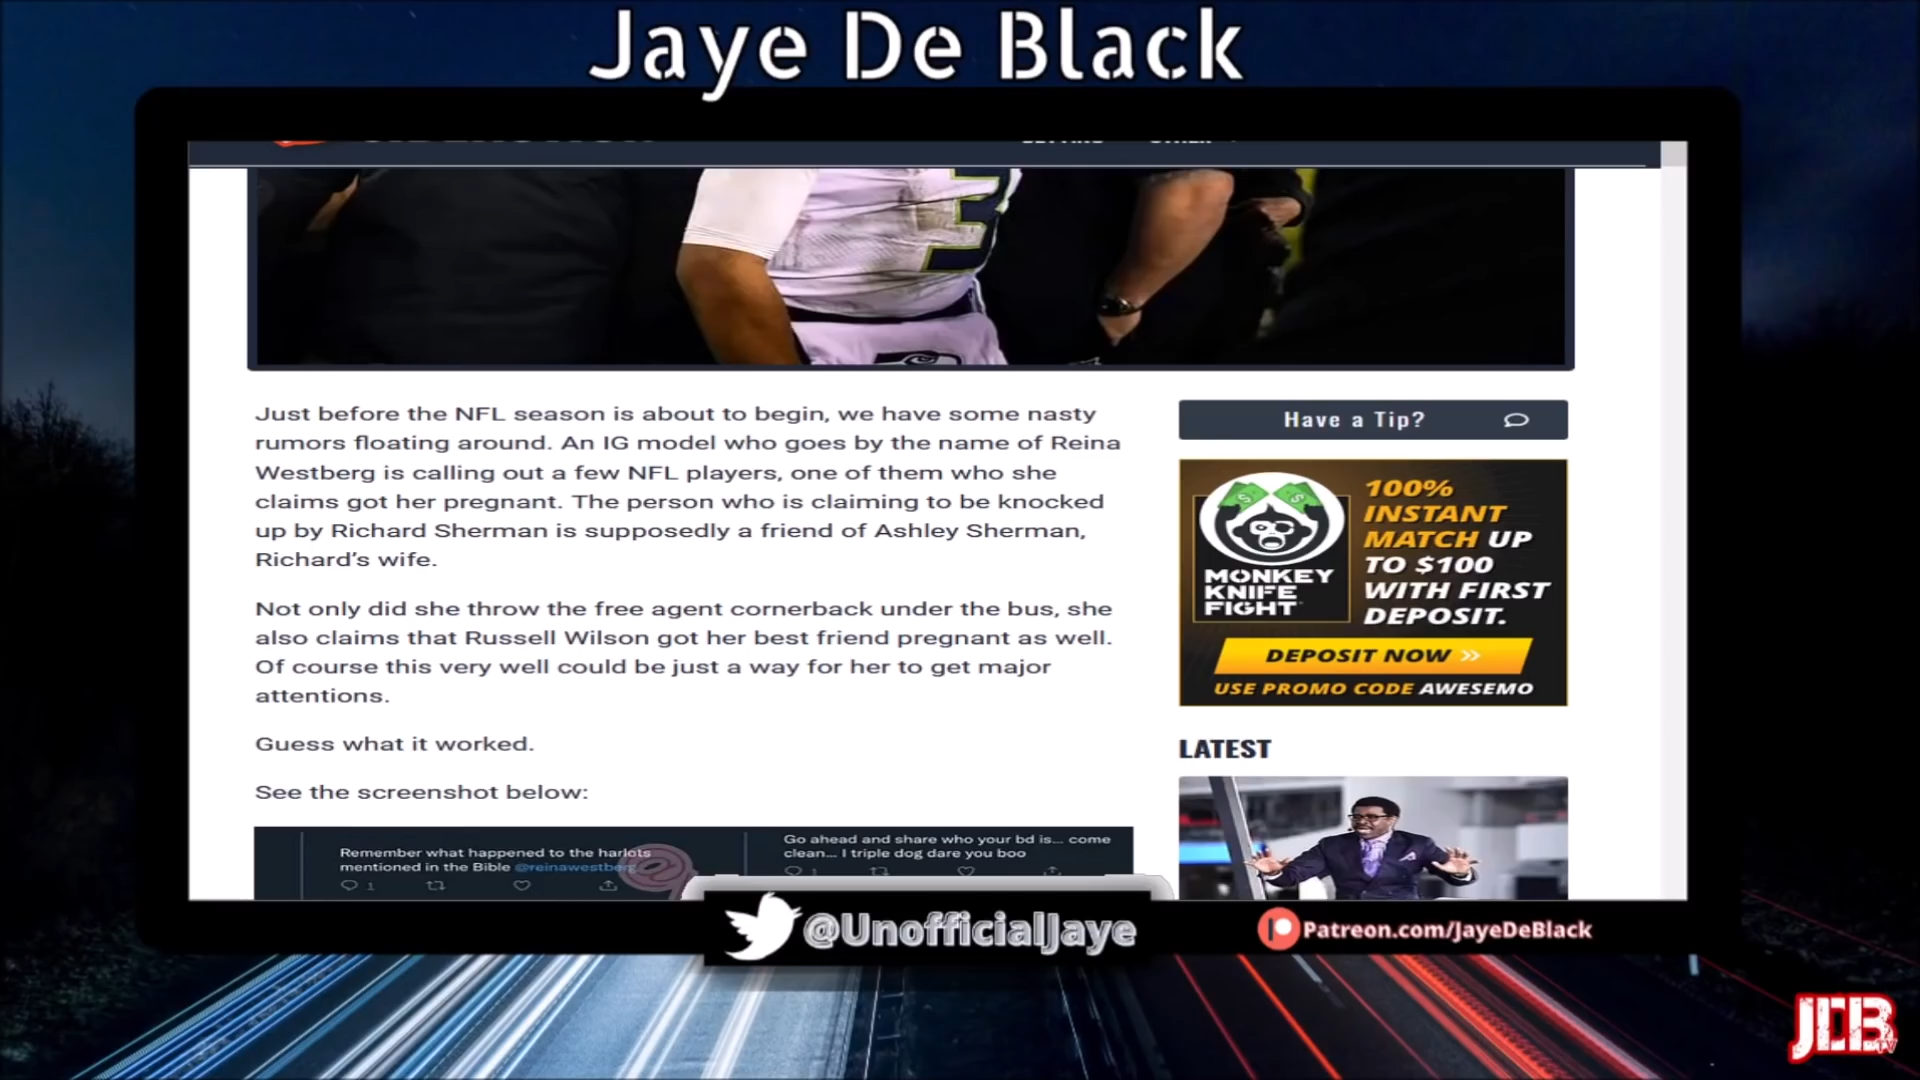 Jaye De Black
3
Just before the NFL season is about to begin, we have some nasty
rumors floating around. An IG model who goes by the name of Reina
Westberg is calling out a few NFL players, one of them who she
claims got her pregnant. The person who is claiming to be knocked
up by Richard Sherman is supposedly a friend of Ashley Sherman,
Richard’s wife.
Not only did she throw the free agent cornerback under the bus, she
also claims that Russell Wilson got her best friend pregnant as well.
Of course this very well could be just a way for her to get major
attentions.
Guess what it worked.
See the screenshot below:
Remember what happened to the harlots
mentioned in the Bible @reinawestberg
1
Go ahead and share who your bd is... come
clean... I triple dog dare you boo
1
Have a Tip?
MONKEY
KNIFE
FIGHT
100%
INSTANT
MATCH UP
TO $100
WITH FIRST
DEPOSIT.
DEPOSIT NOW »
USE PROMO CODE AWESEMO
LATEST
@UnofficialJaye
Patreon.com/JayeDeBlack
JDB
TV